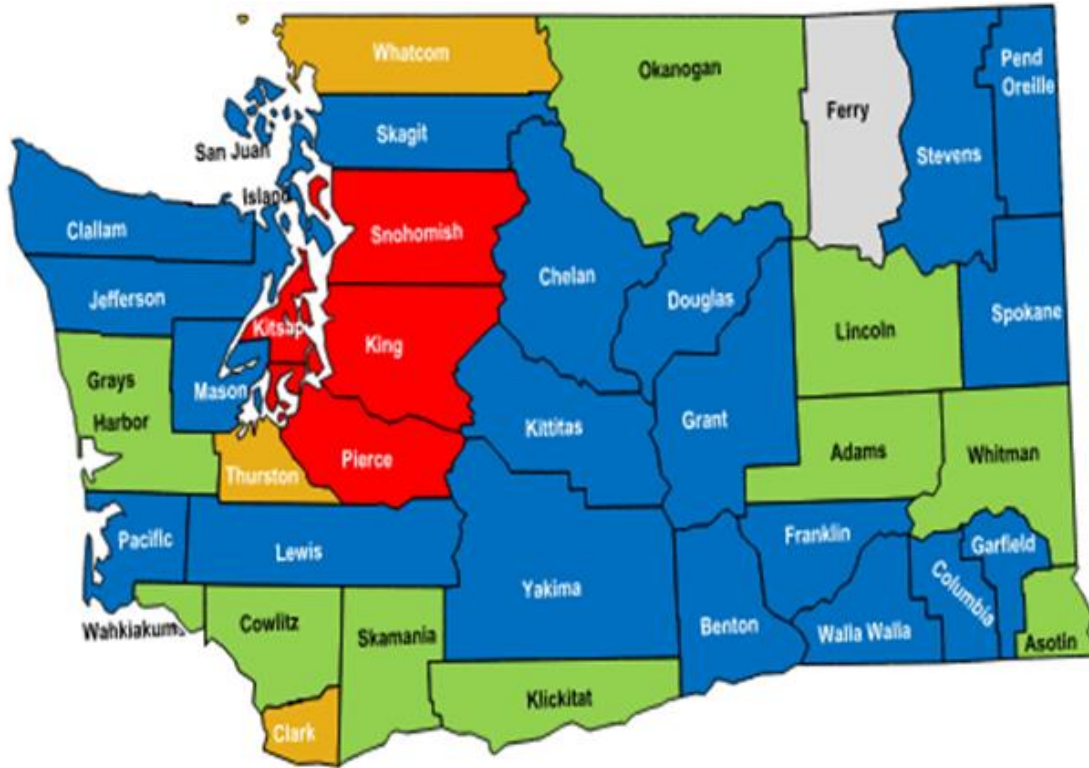 Whatcom
Okanogan
Pend
Oreille
Ferry
Skagit
San Juan
Stevens
Island
Clallam
Snohomish
Chelan
Jefferson
Douglas
Spokane
Kitsap
King
Lincoln
Grays
Harbor
Mason
Kittitas
Grant
Adams
Whitman
Thurston
Pierce
Pacific
Lewis
Franklin
Garfield
Yakima
Columbia
Wahkiakum
Cowlitz
Skamania
Benton
Walla Walla
Asotin
Klickitat
Clark